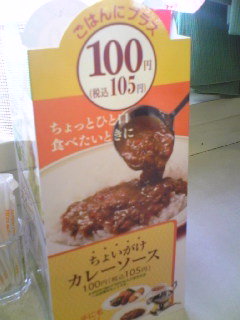 ごはんにプラス
100円
(税込105円)
ちょっとひと口
食べたいときに
ちょいがけ
カレーソース
100円(税込105円)